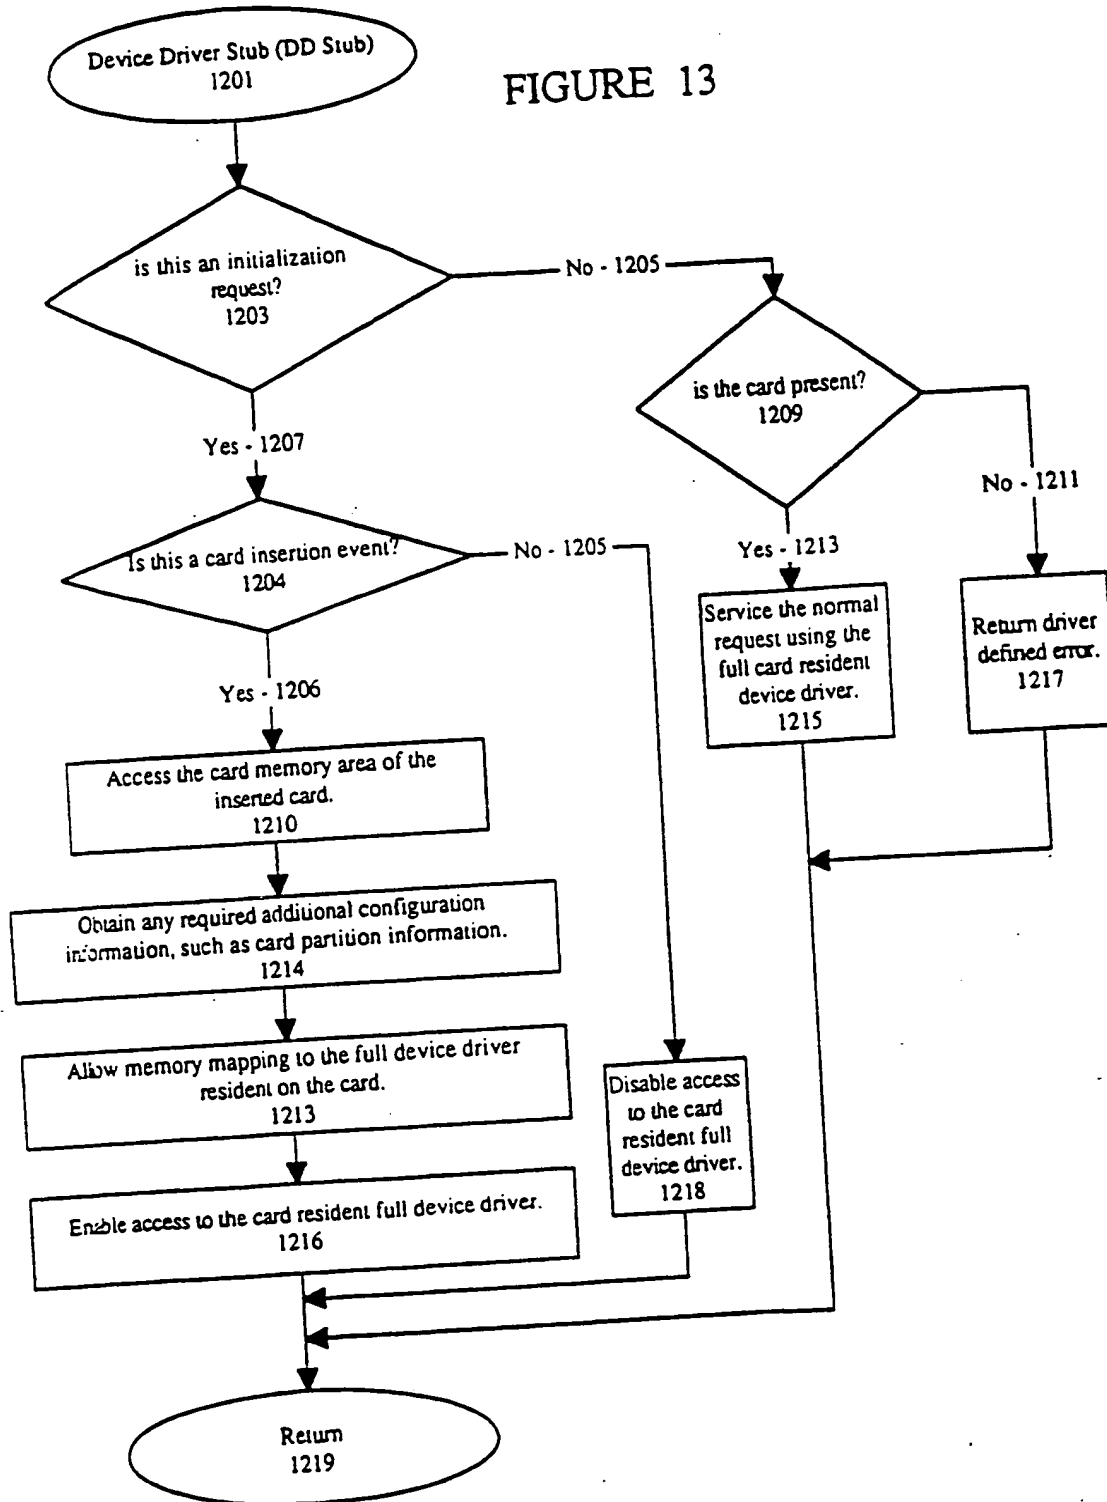 Device Driver Stub (DD Stub)
1201
FIGURE 13
is this an initialization
request?
1203
No - 1205
is the card present?
1209
Yes - 1207
No - 1211
Is this a card insertion event?
1204
No - 1205
Yes - 1213
Service the normal
request using the
full card resident
device driver.
1215
Return driver
defined error.
1217
Yes - 1206
Access the card memory area of the
inserted card.
1210
Obtain any required additional configuration
information, such as card partition information.
1214
Allow memory mapping to the full device driver
resident on the card.
1213
Disable access
to the card
resident full
device driver.
1218
Enable access to the card resident full device driver.
1216
Return
1219